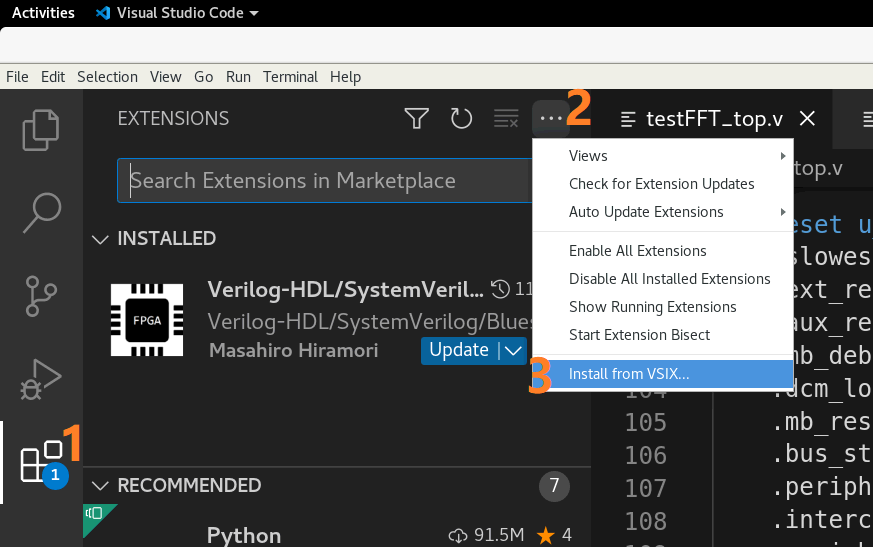 Activities Visual Studio Code
File Edit Selection View Go Run Terminal Help
EXTENSIONS
2
testFFT_top.v
Search Extensions in Marketplace
Views
Check for Extension Updates
Auto Update Extensions
Enable All Extensions
Disable All Installed Extensions
Show Running Extensions
Start Extension Bisect
3
Install from VSIX...
INSTALLED
FPGA
Verilog-HDL/SystemVeril... 11
Verilog-HDL/SystemVerilog/Blues
Masahiro Hiramori
Update
1
1
RECOMMENDED 7
Python 91.5M 4
top.v
eset u
slowes
ext_re
aux_re
mb_deb
104 .dcm_lo
105 .mb_res
106 .bus_st
107 .periph
108 .interc